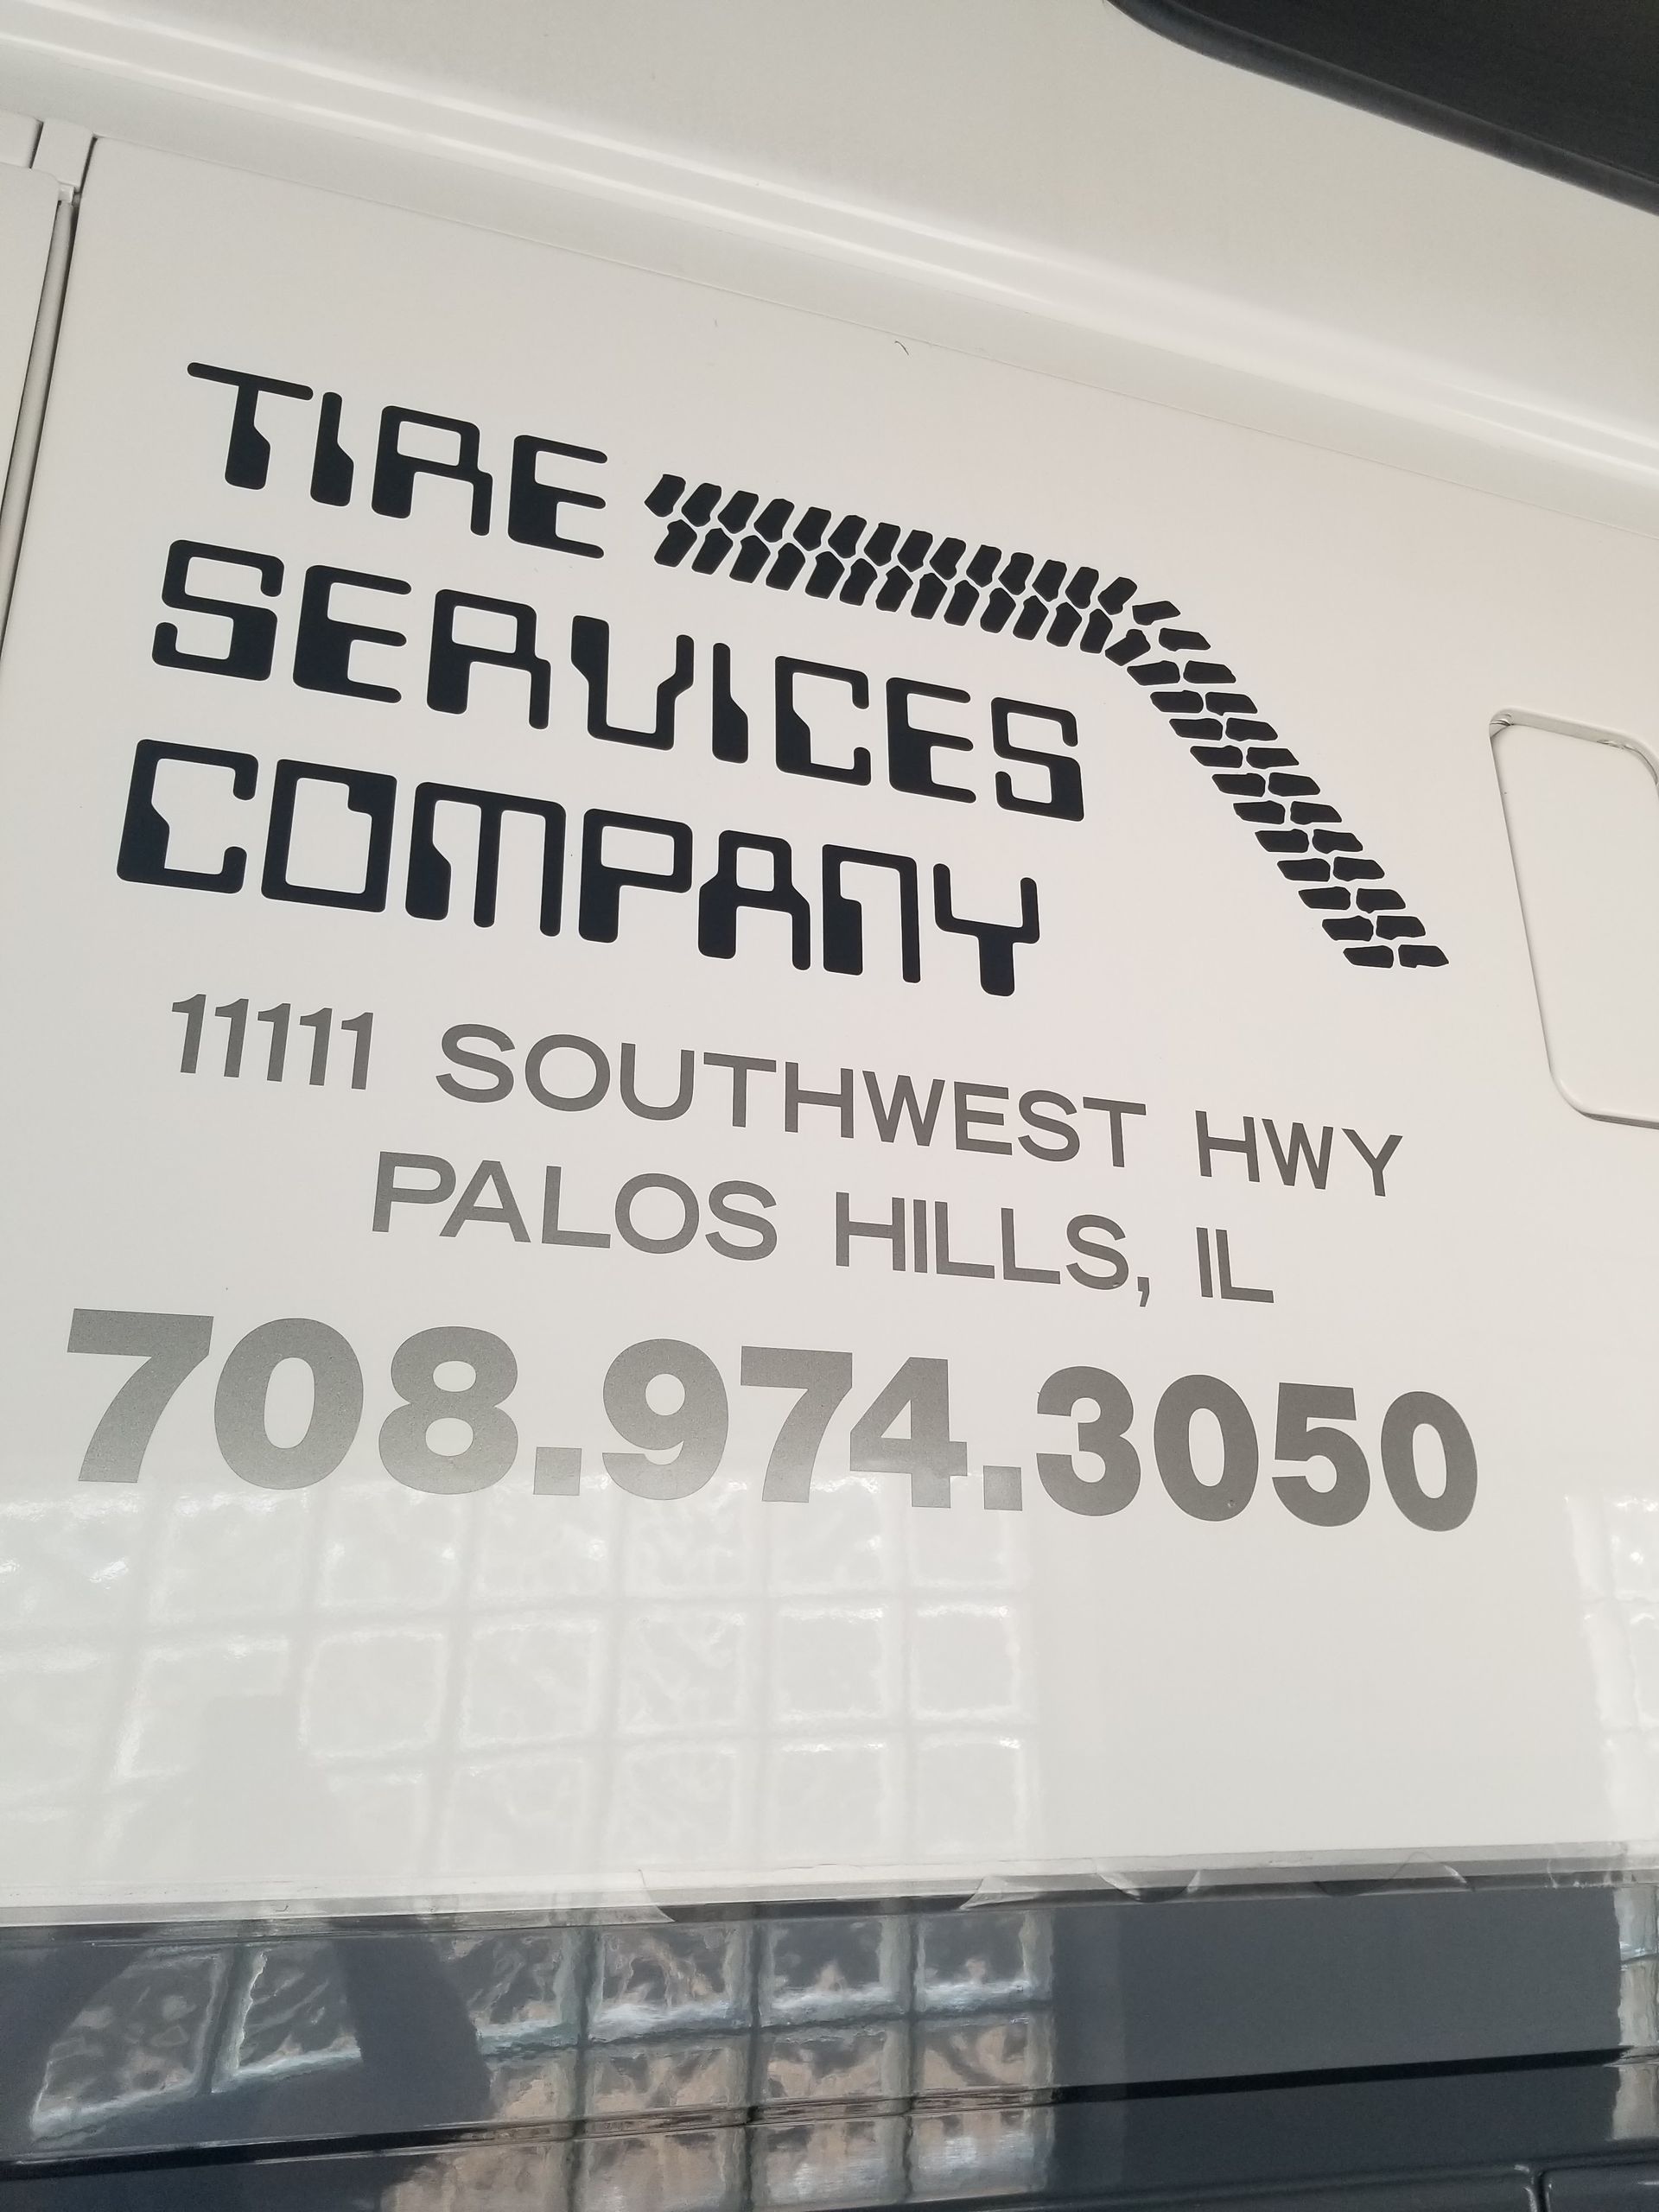 TIRE
SERVICES
COMPANY
11111 SOUTHWEST HWY
PALOS HILLS, IL
708.974.3050